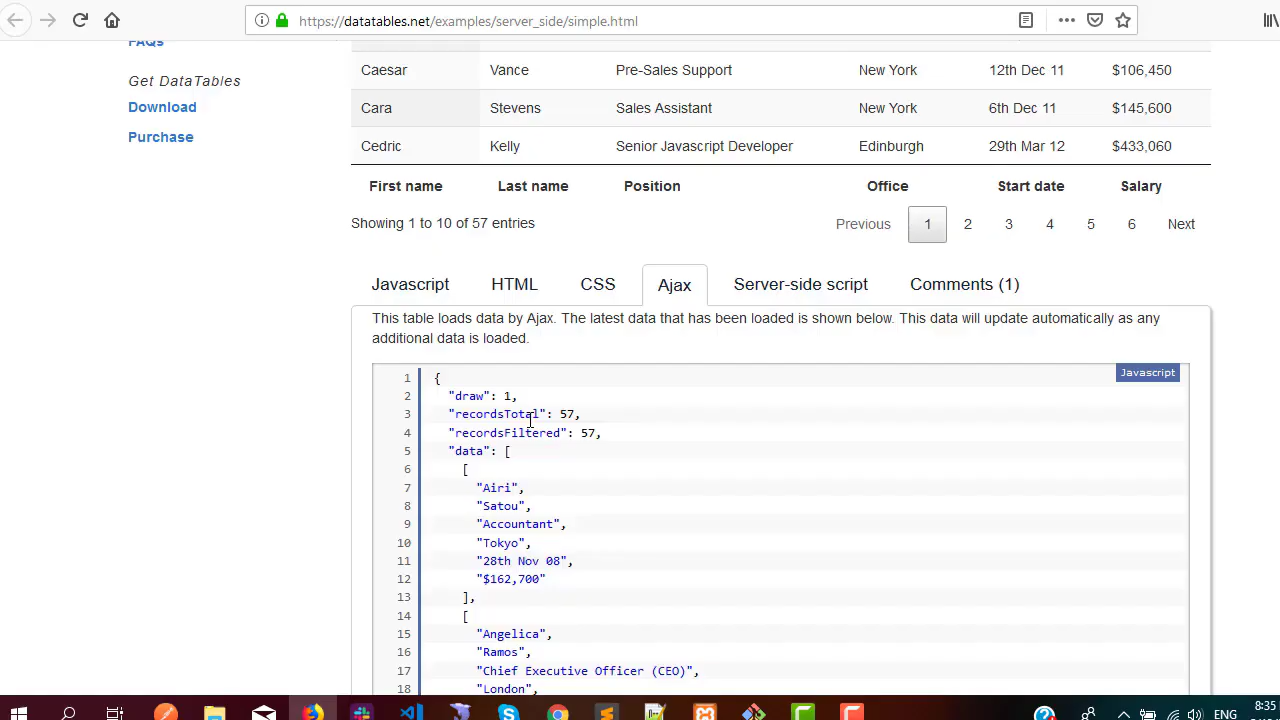 https://datatables.net/examples/server_side/simple.html
FAQs
Get DataTables
Download
Purchase
Caesar Vance Pre-Sales Support New York 12th Dec 11 $106,450
Cara Stevens Sales Assistant New York 6th Dec 11 $145,600
Cedric Kelly Senior Javascript Developer Edinburgh 29th Mar 12 $433,060
First name Last name Position Office Start date Salary
Showing 1 to 10 of 57 entries Previous 1 2 3 4 5 6 Next
Javascript HTML CSS Ajax Server-side script Comments (1)
This table loads data by Ajax. The latest data that has been loaded is shown below. This data will update automatically as any
additional data is loaded.
Javascript
1 {
2 "draw": 1,
3 "recordsTotal": 57,
4 "recordsFiltered": 57,
5 "data": [
6 [
7 "Airi",
8 "Satou",
9 "Accountant",
10 "Tokyo",
11 "28th Nov 08",
12 "$162,700"
13 ],
14 [
15 "Angelica",
16 "Ramos",
17 "Chief Executive Officer (CEO)",
18 "London",
ENG 8:35